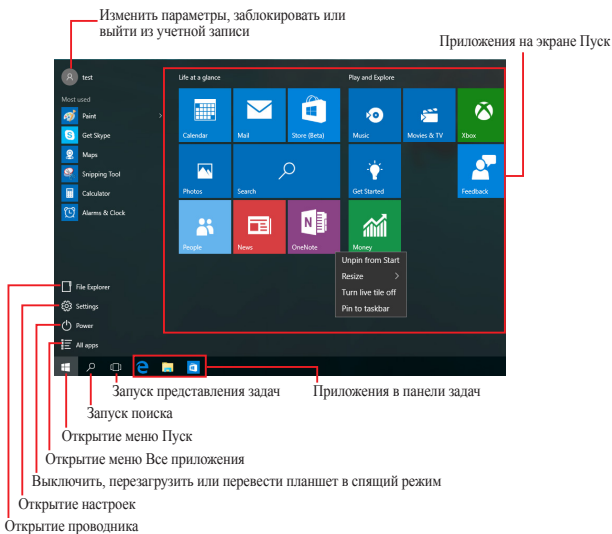 Изменить параметры, заблокировать или
выйти из учетной записи
Приложения на экране Пуск
test
Life at a glance
Play and Explore
Most used
Paint
Get Skype
Maps
Snipping Tool
Calculator
Alarms & Clock
Calendar
Mail
Store (Beta)
Music
Movies & TV
Xbox
Photos
Search
Get Started
Feedback
People
News
OneNote
Money
Unpin from Start
Resize
Turn live tile off
Pin to taskbar
File Explorer
Settings
Power
All apps
Запуск представления задач
Приложения в панели задач
Запуск поиска
Открытие меню Пуск
Открытие меню Все приложения
Выключить, перезагрузить или перевести планшет в спящий режим
Открытие настроек
Открытие проводника